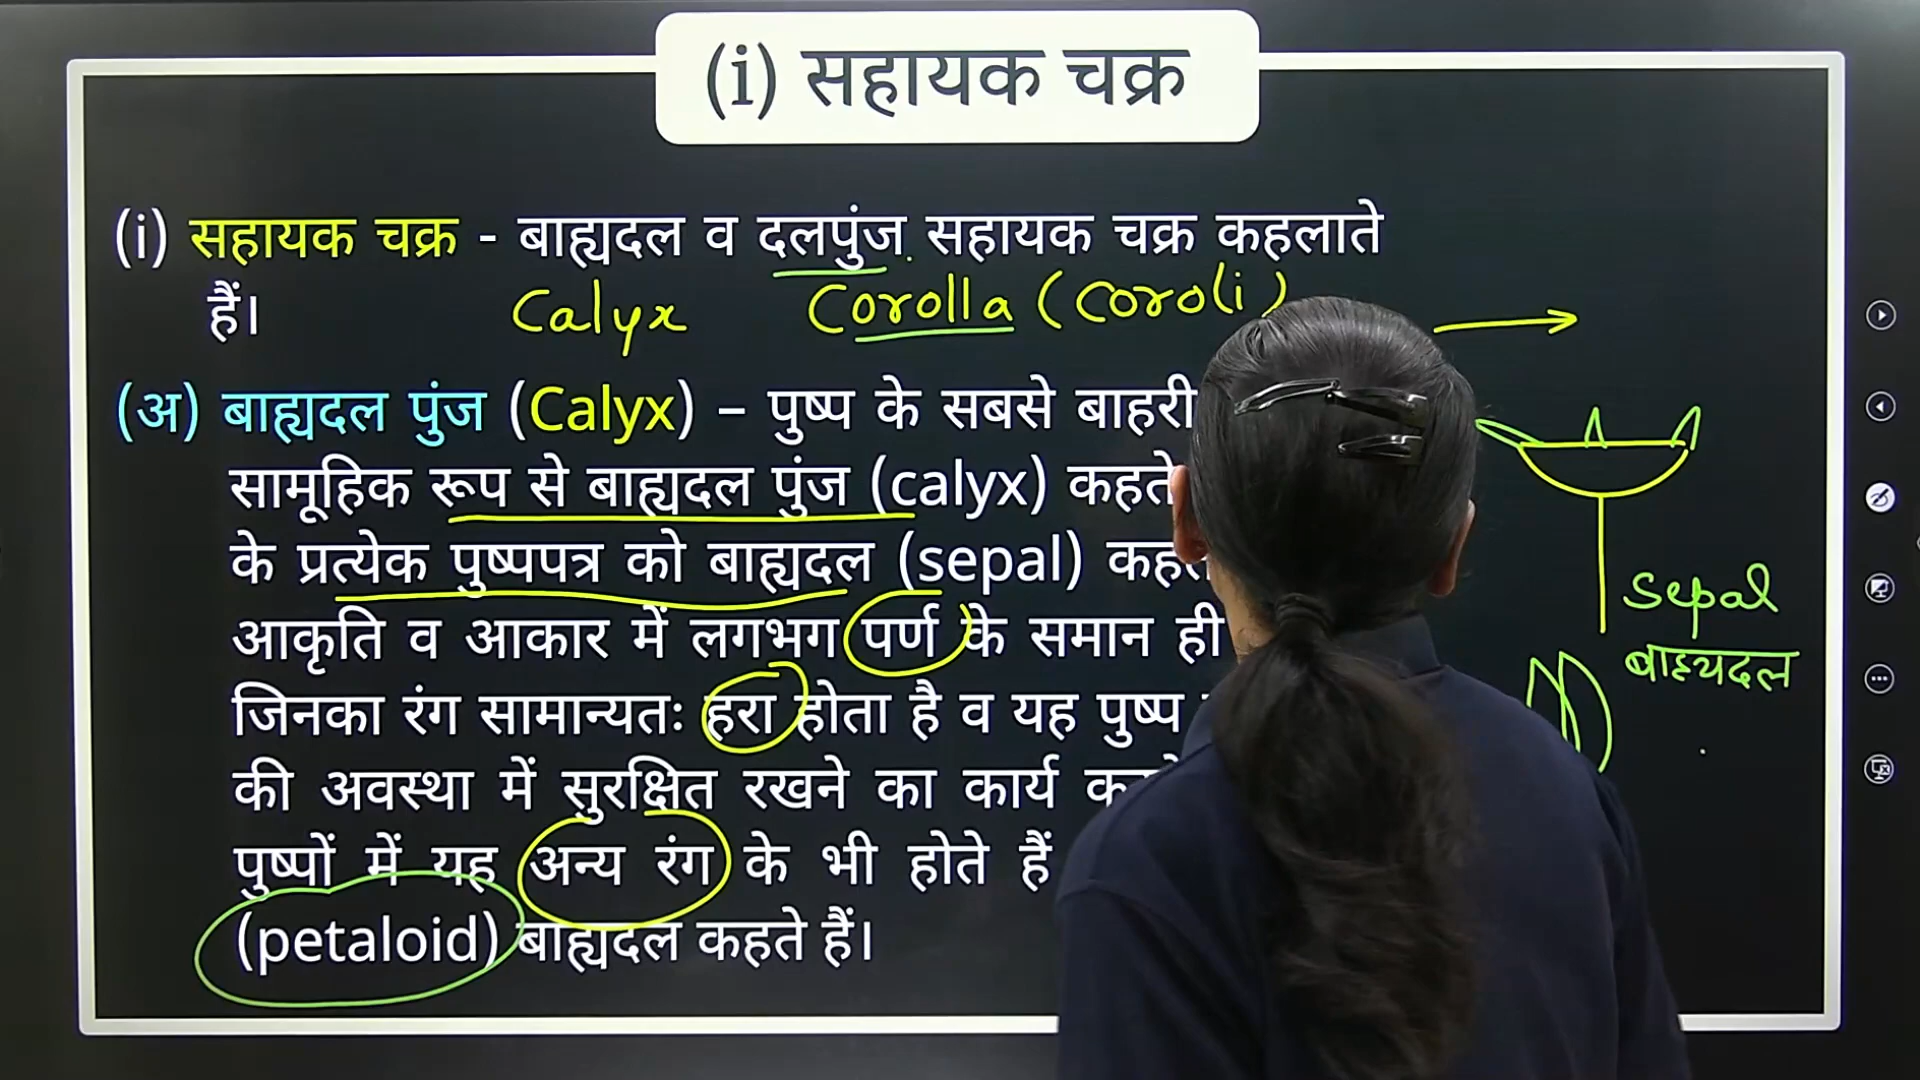 (i) सहायक चक्र
(i) सहायक चक्र - बाह्यदल व दलपुंज सहायक चक्र कहलाते
हैं।
Calyx Corolla (Coroli)
(अ) बाह्यदल पुंज (Calyx) – पुष्प के सबसे बाहरी
सामूहिक रूप से बाह्यदल पुंज (calyx) कहते
के प्रत्येक पुष्पपत्र को बाह्यदल (sepal)
आकृति व आकार में लगभग पर्ण के समान ही
जिनका रंग सामान्यतः हरा होता है व यह पुष्प
की अवस्था में सुरक्षित रखने का कार्य
पुष्पों में यह अन्य रंग के भी होते हैं
(petaloid) बाह्यदल कहते हैं।
Sepal
बाह्यदल